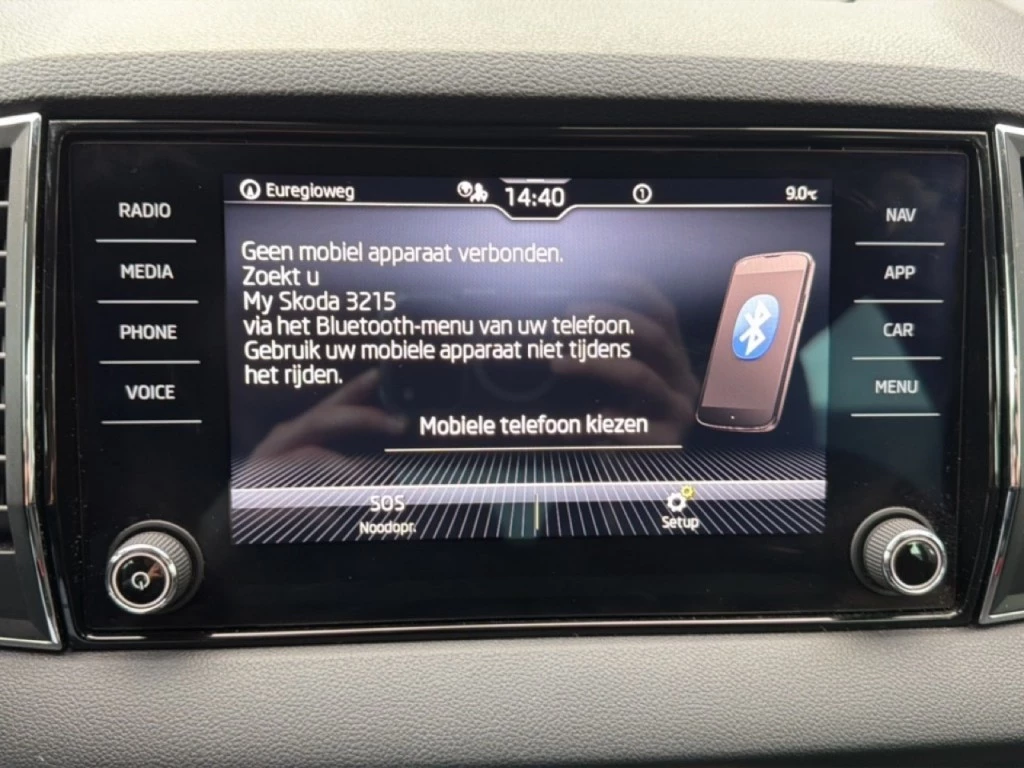 RADIO
MEDIA
PHONE
VOICE
Euregioweg
14:40
1
9.0°C
Geen mobiel apparaat verbonden.
Zoekt u
My Skoda 3215
via het Bluetooth-menu van uw telefoon.
Gebruik uw mobiele apparaat niet tijdens
het rijden.
Mobiele telefoon kiezen
SOS
Noodopr.
Setup
NAV
APP
CAR
MENU